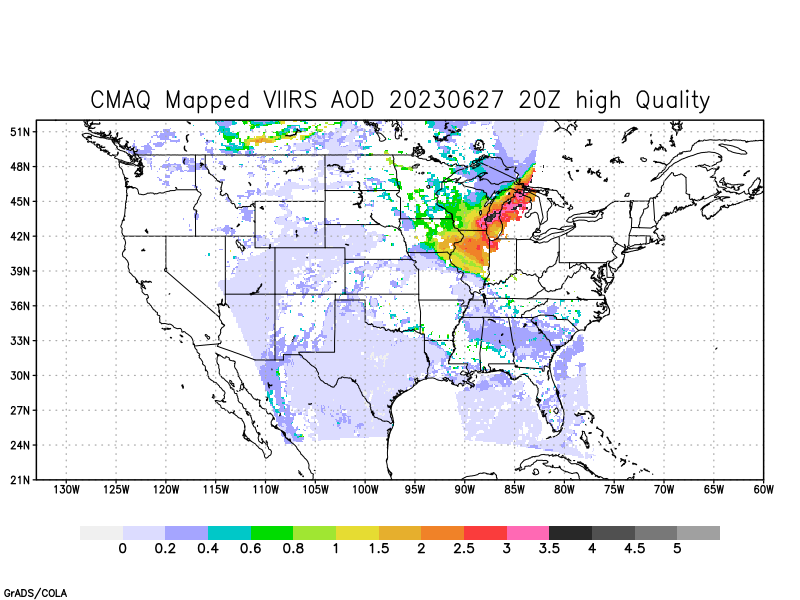 CMAQ Mapped VIIRS AOD 20230627 20Z high Quality
51N
48N
45N
42N
39N
36N
33N
30N
27N
24N
21N
130W 125W 120W 115W 110W 105W 100W 95W 90W 85W 80W 75W 70W 65W 60W
0 0.2 0.4 0.6 0.8 1 1.5 2 2.5 3 3.5 4 4.5 5
GrADS/COLA